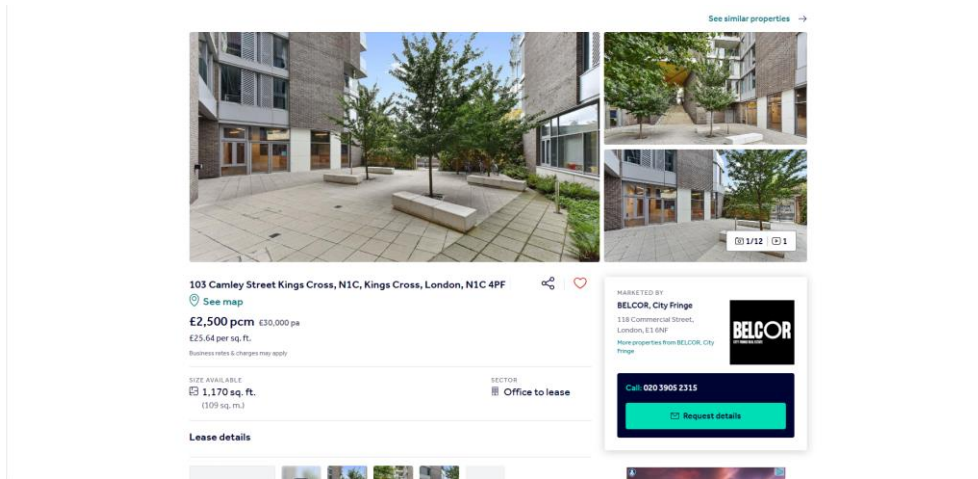 See similar properties
1/12
1
103 Camley Street Kings Cross, N1C, Kings Cross, London, N1C 4PF
See map
£2,500 pcm £30,000 pa
£25.64 per sq. ft.
Business rates & charges may apply
SIZE AVAILABLE
1,170 sq. ft.
(109 sq. m.)
SECTOR
Office to lease
Lease details
MARKETED BY
BELCOR, City Fringe
118 Commercial Street,
London, E1 6NF
More properties from BELCOR, City
Fringe
BELCOR
Call: 020 3905 2315
Request details